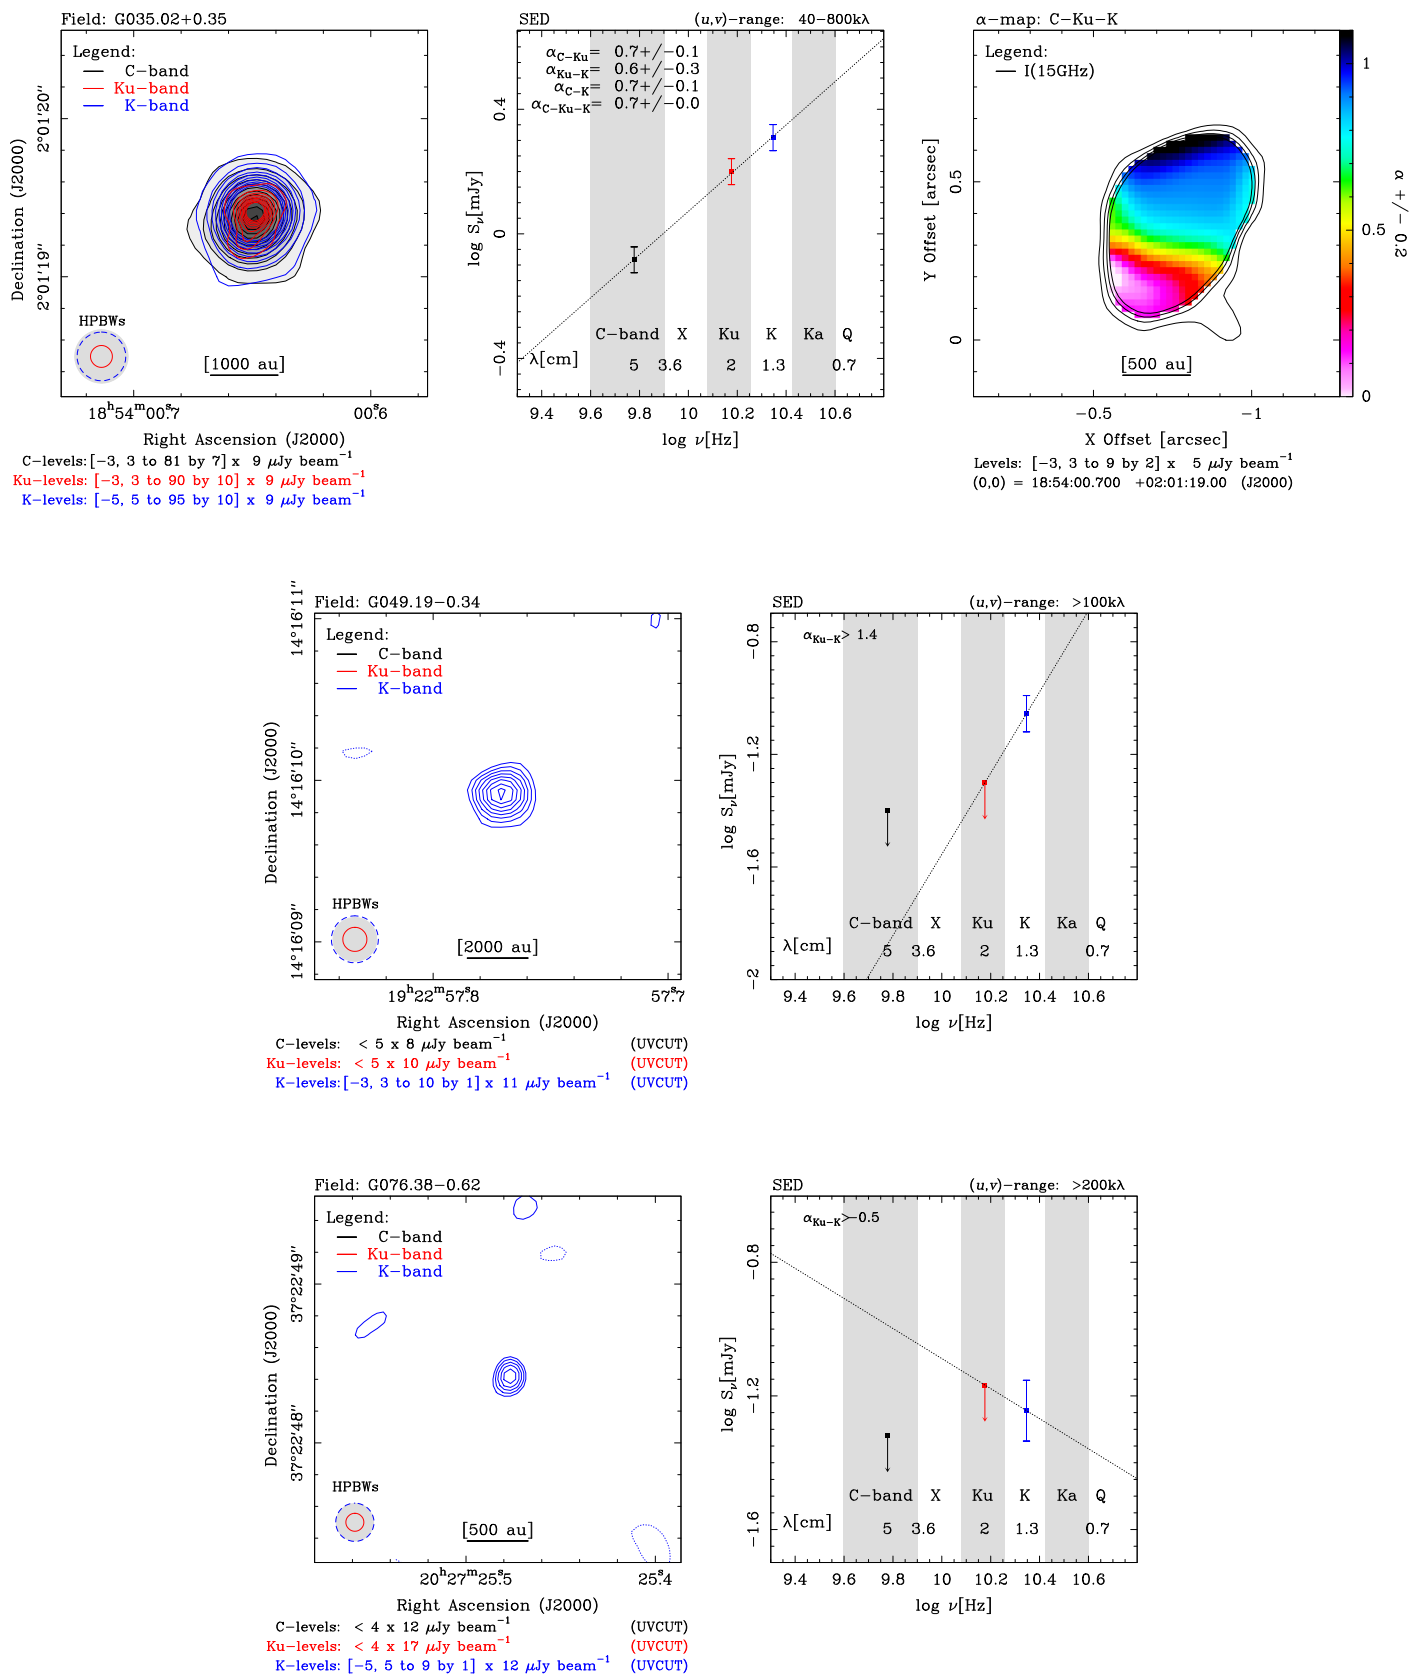 Field: G035.02+0.35
Legend:
C-band
Ku-band
K-band
2°01'20"
2°01'19"
Declination (J2000)
HPBWs
[1000 au]
18h54m00s.7
00s.6
Right Ascension (J2000)
C-levels:[-3, 3 to 81 by 7] x 9 μJy beam−1
Ku-levels: [-3, 3 to 90 by 10] x 9 μJy beam−1
K-levels: [-5, 5 to 95 by 10] x 9 μJy beam−1
SED (u,v)-range: 40-800kλ
αC-Ku= 0.7+/-0.1
αKu-K= 0.6+/-0.3
αC-K= 0.7+/-0.1
αC-Ku-K= 0.7+/-0.0
0.4
0
-0.4
log Sν[mJy]
C-band X Ku K Ka Q
λ[cm] 5 3.6 2 1.3 0.7
9.4 9.6 9.8 10 10.2 10.4 10.6
log ν[Hz]
α-map: C-Ku-K
Legend:
I(15GHz)
0.5
0
Y Offset [arcsec]
[500 au]
-0.5 -1
X Offset [arcsec]
1
0.5
0
α +/- 0.2
Levels: [-3, 3 to 9 by 2] x 5 μJy beam−1
(0,0) = 18:54:00.700 +02:01:19.00 (J2000)
Field: G049.19-0.34
Legend:
C-band
Ku-band
K-band
14°16'11"
14°16'10"
14°16'09"
Declination (J2000)
HPBWs
[2000 au]
19h22m57s.8
57s.7
Right Ascension (J2000)
C-levels: < 5 x 8 μJy beam−1 (UVCUT)
Ku-levels: < 5 x 10 μJy beam−1 (UVCUT)
K-levels:[-3, 3 to 10 by 1] x 11 μJy beam−1 (UVCUT)
SED (u,v)-range: >100kλ
αKu-K> 1.4
-0.8
-1.2
-1.6
-2
log Sν[mJy]
C-band X Ku K Ka Q
λ[cm] 5 3.6 2 1.3 0.7
9.4 9.6 9.8 10 10.2 10.4 10.6
log ν[Hz]
Field: G076.38-0.62
Legend:
C-band
Ku-band
K-band
37°22'49"
37°22'48"
Declination (J2000)
HPBWs
[500 au]
20h27m25s.5
25s.4
Right Ascension (J2000)
C-levels: < 4 x 12 μJy beam−1 (UVCUT)
Ku-levels: < 4 x 17 μJy beam−1 (UVCUT)
K-levels: [-5, 5 to 9 by 1] x 12 μJy beam−1 (UVCUT)
SED (u,v)-range: >200kλ
αKu-K>-0.5
-0.8
-1.2
-1.6
log Sν[mJy]
C-band X Ku K Ka Q
λ[cm] 5 3.6 2 1.3 0.7
9.4 9.6 9.8 10 10.2 10.4 10.6
log ν[Hz]